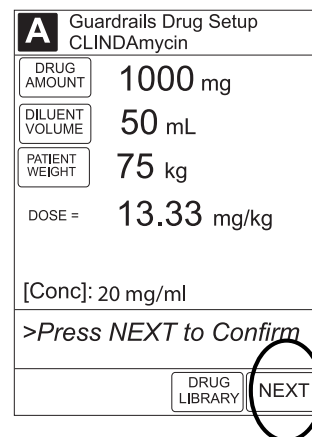 A
Guardrails Drug Setup
CLINDAmycin
DRUG
AMOUNT
1000 mg
DILUENT
VOLUME
50 mL
PATIENT
WEIGHT
75 kg
DOSE = 13.33 mg/kg
[Conc]: 20 mg/ml
>Press NEXT to Confirm
DRUG
LIBRARY
NEXT